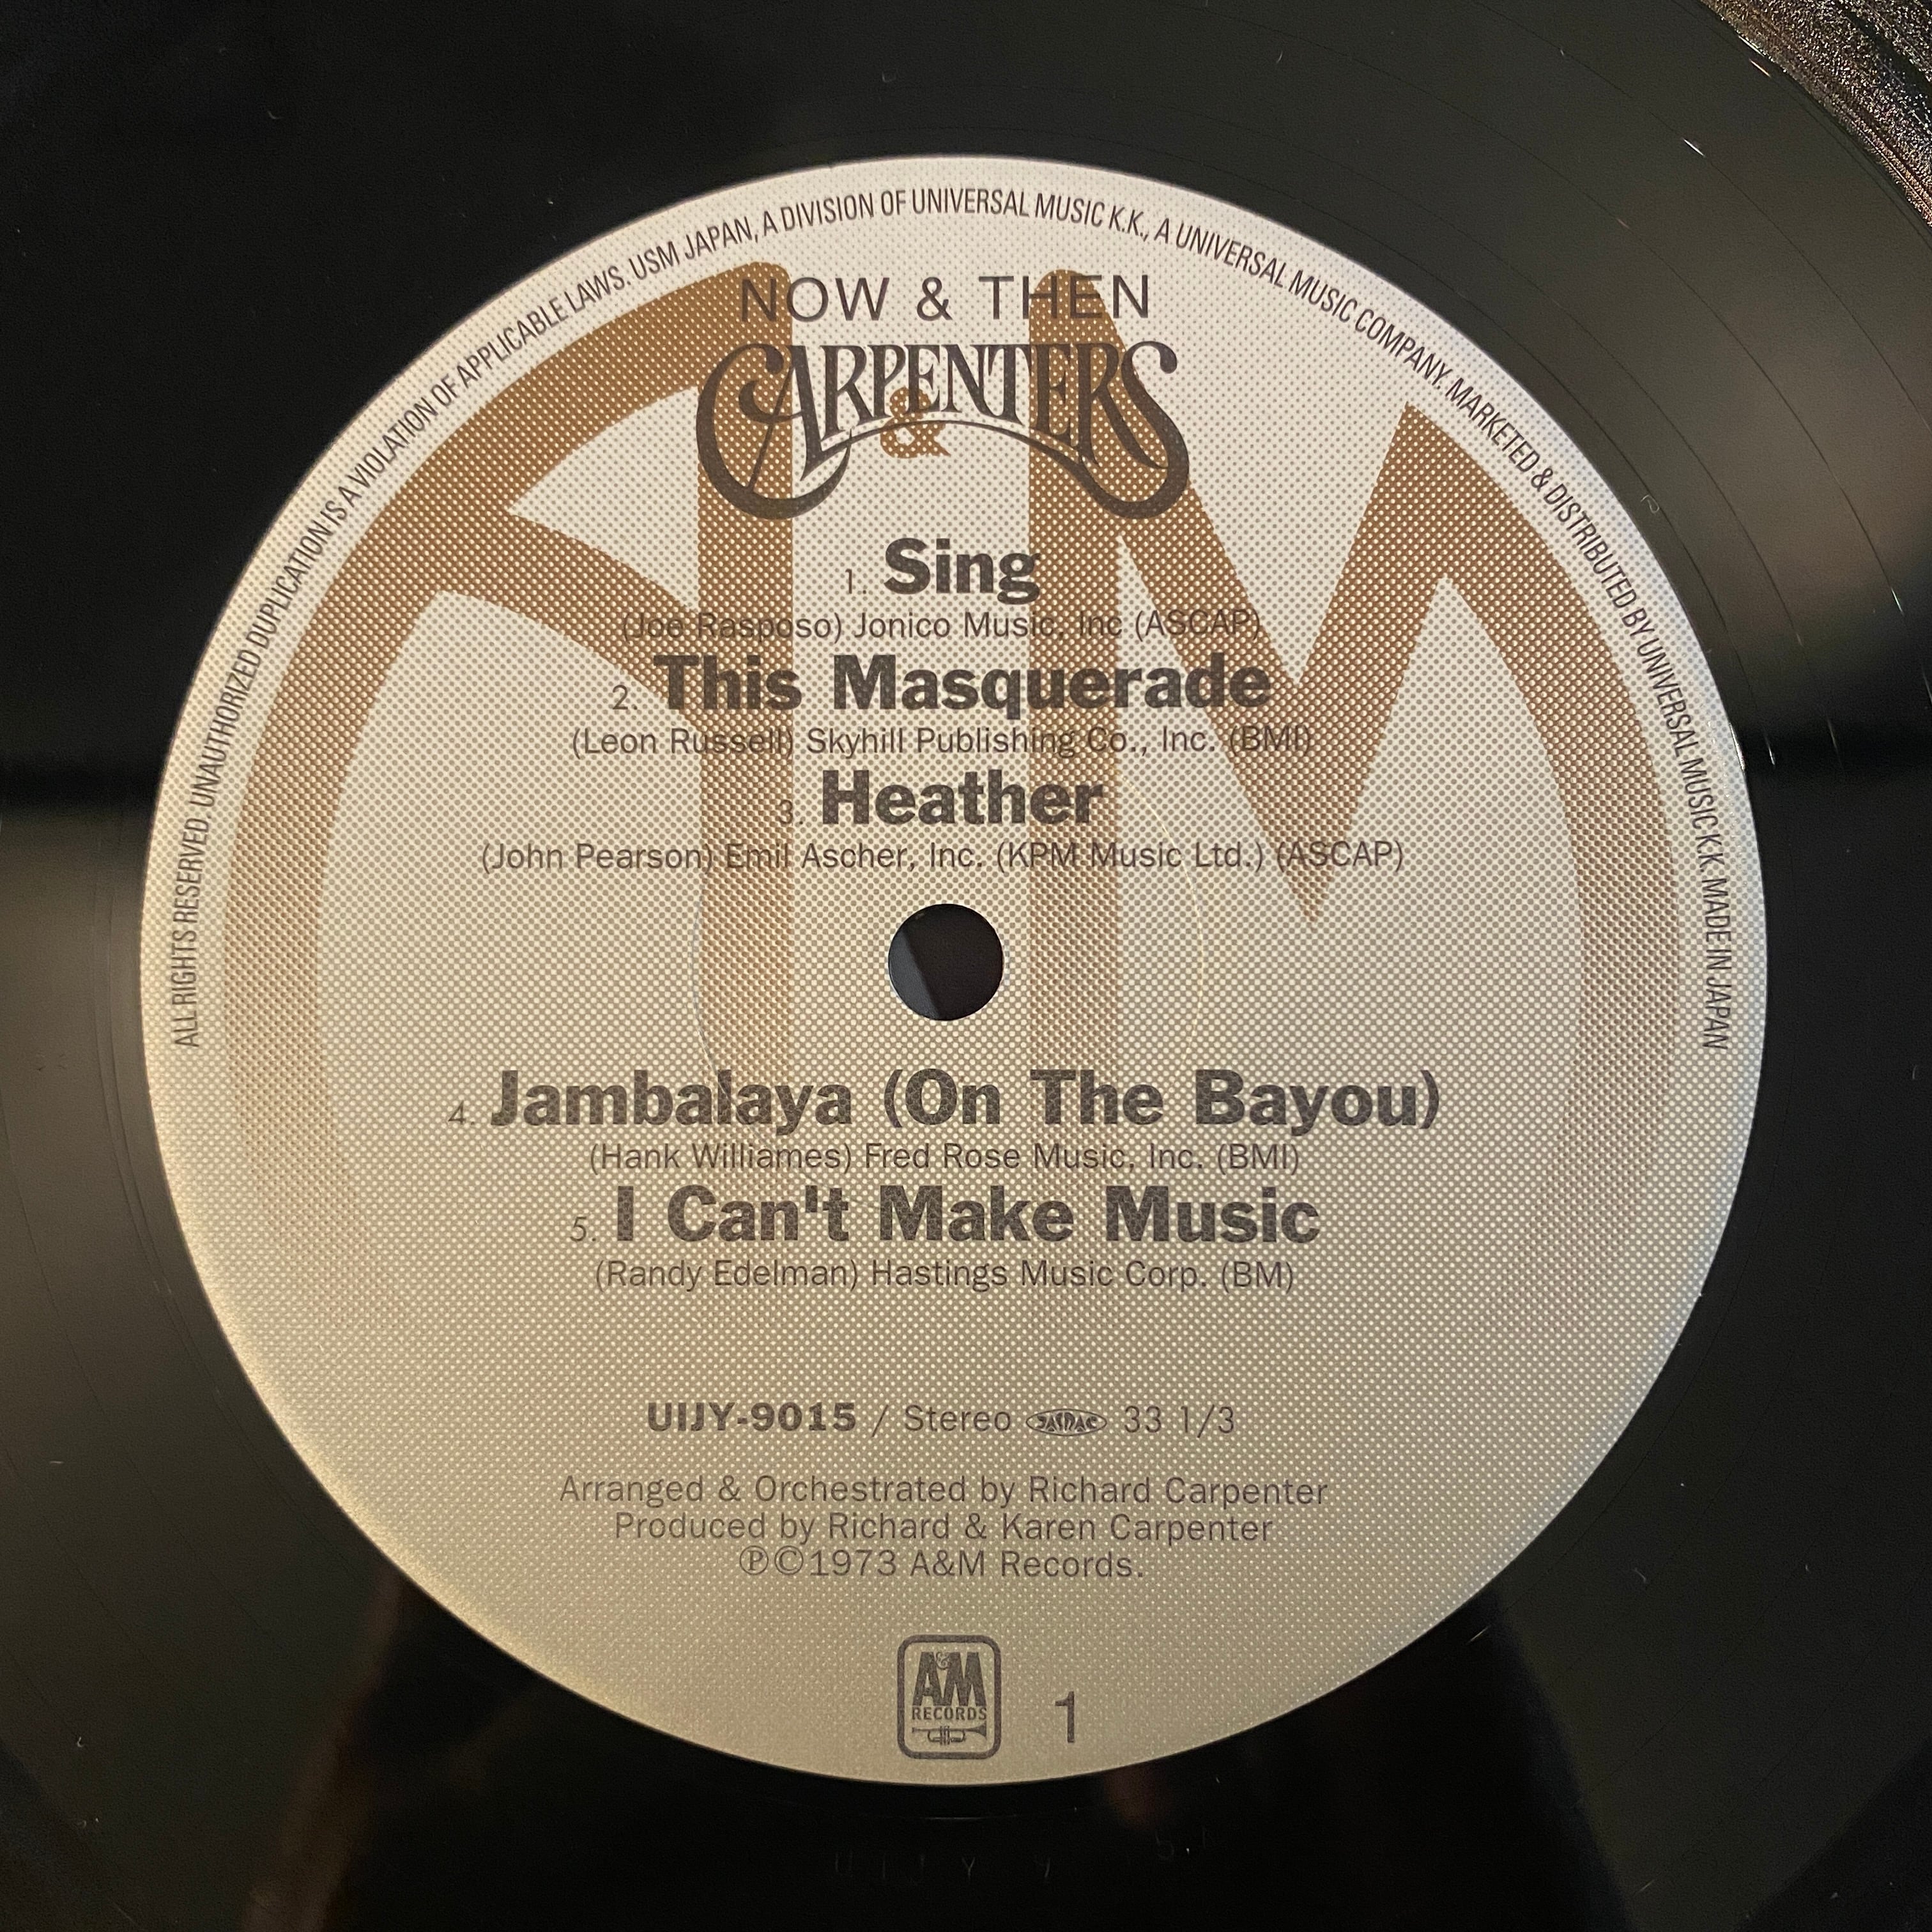 ALL RIGHTS RESERVED UNAUTHORIZED DUPLICATION IS A VIOLATION OF APPLICABLE LAWS. USM JAPAN, A DIVISION OF UNIVERSAL MUSIC K.K., A UNIVERSAL MUSIC COMPANY. MARKETED & DISTRIBUTED BY UNIVERSAL MUSIC K.K. MADE IN JAPAN
A&M
NOW & THEN
CARPENTERS
1. Sing
(Joe Rasposo) Jonico Music, Inc (ASCAP)
2. This Masquerade
(Leon Russell) Skyhill Publishing Co., Inc. (BMI)
3. Heather
(John Pearson) Emil Ascher, Inc. (KPM Music Ltd.) (ASCAP)
4. Jambalaya (On The Bayou)
(Hank Williames) Fred Rose Music, Inc. (BMI)
5. I Can't Make Music
(Randy Edelman) Hastings Music Corp. (BM)
UIJY-9015 / Stereo JASRAC 33 1/3
Arranged & Orchestrated by Richard Carpenter
Produced by Richard & Karen Carpenter
℗©1973 A&M Records.
A&M
RECORDS
1